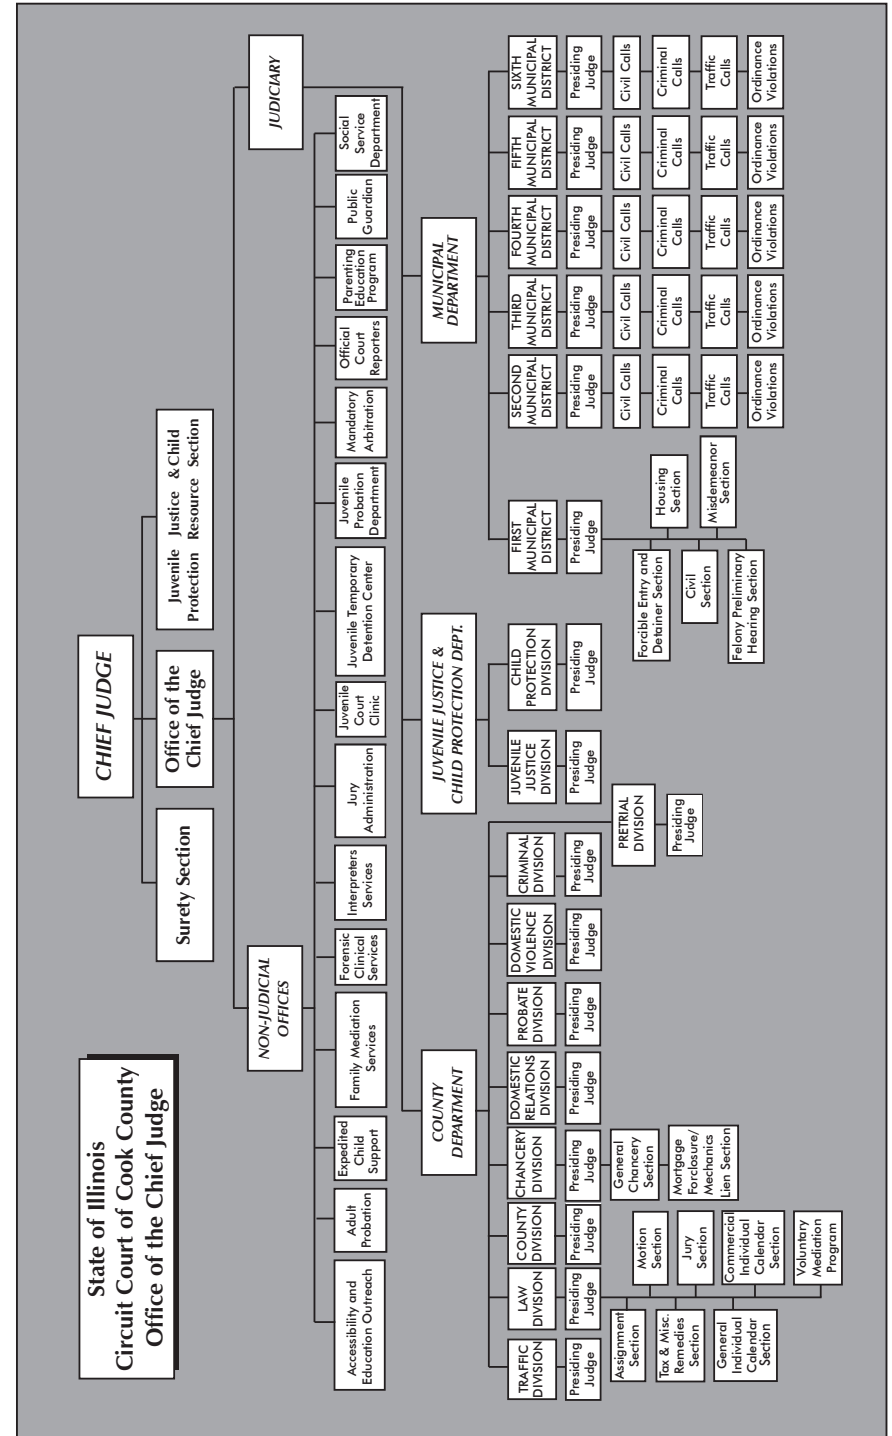 State of Illinois
Circuit Court of Cook County
Office of the Chief Judge
CHIEF JUDGE
Surety Section
Office of the
Chief Judge
Juvenile Justice &Child
Protection Resource Section
NON-JUDICIAL
OFFICES
JUDICIARY
Accessibility and
Education Outreach
Adult
Probation
Expedited
Child
Support
Family Mediation
Services
Forensic
Clinical
Services
Interpreters
Services
Jury
Administration
Juvenile
Court
Clinic
Juvenile Temporary
Detention Center
Juvenile
Probation
Department
Mandatory
Arbitration
Official
Court
Reporters
Parenting
Education
Program
Public
Guardian
Social
Service
Department
COUNTY
DEPARTMENT
JUVENILE JUSTICE &
CHILD PROTECTION DEPT.
MUNICIPAL
DEPARTMENT
TRAFFIC
DIVISION
Presiding
Judge
LAW
DIVISION
Presiding
Judge
Assignment
Section
Motion
Section
Tax & Misc.
Remedies
Section
Jury
Section
General
Individual
Calendar
Section
Commercial
Individual
Calendar
Section
Voluntary
Mediation
Program
COUNTY
DIVISION
Presiding
Judge
CHANCERY
DIVISION
Presiding
Judge
General
Chancery
Section
Mortgage
Forclosure/
Mechanics
Lien Section
DOMESTIC
RELATIONS
DIVISION
Presiding
Judge
PROBATE
DIVISION
Presiding
Judge
DOMESTIC
VIOLENCE
DIVISION
Presiding
Judge
CRIMINAL
DIVISION
Presiding
Judge
PRETRIAL
DIVISION
Presiding
Judge
JUVENILE
JUSTICE
DIVISION
Presiding
Judge
CHILD
PROTECTION
DIVISION
Presiding
Judge
FIRST
MUNICIPAL
DISTRICT
Presiding
Judge
Forcible Entry and
Detainer Section
Housing
Section
Civil
Section
Misdemeanor
Section
Felony Preliminary
Hearing Section
SECOND
MUNICIPAL
DISTRICT
Presiding
Judge
Civil Calls
Criminal
Calls
Traffic
Calls
Ordinance
Violations
THIRD
MUNICIPAL
DISTRICT
Presiding
Judge
Civil Calls
Criminal
Calls
Traffic
Calls
Ordinance
Violations
FOURTH
MUNICIPAL
DISTRICT
Presiding
Judge
Civil Calls
Criminal
Calls
Traffic
Calls
Ordinance
Violations
FIFTH
MUNICIPAL
DISTRICT
Presiding
Judge
Civil Calls
Criminal
Calls
Traffic
Calls
Ordinance
Violations
SIXTH
MUNICIPAL
DISTRICT
Presiding
Judge
Civil Calls
Criminal
Calls
Traffic
Calls
Ordinance
Violations